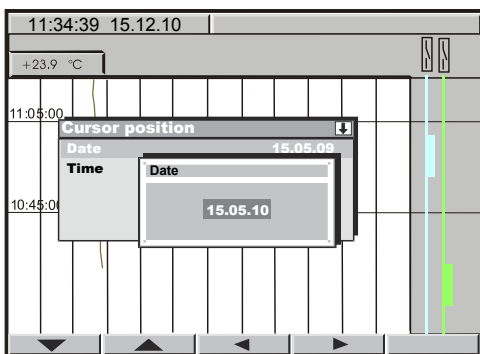 11:34:39 15.12.10
+23.9 °C
11:05:00
Cursor position
Date 15.05.09
Time
Date
15.05.10
10:45:00